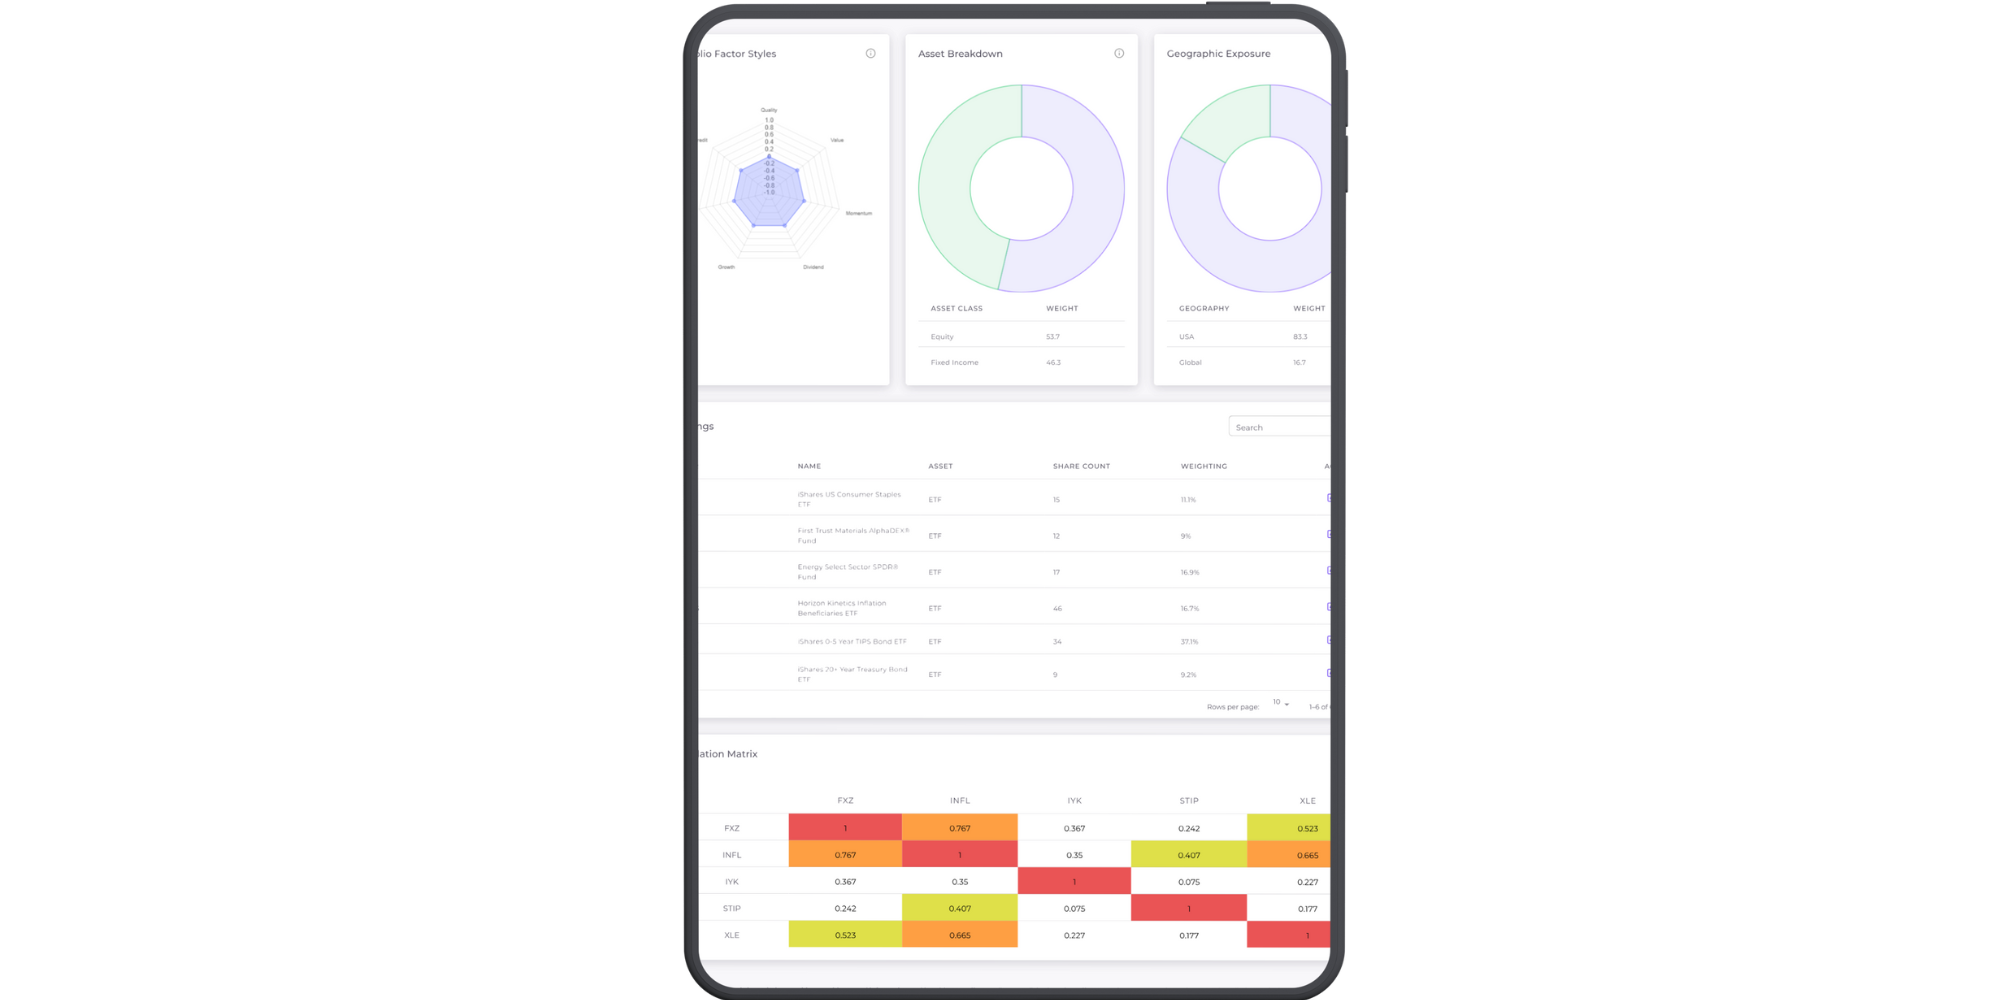 olio Factor Styles
Asset Breakdown
Geographic Exposure
Quality
1.0
0.8
0.6
0.4
0.2
-0.2
-0.4
-0.6
-0.8
-1.0
Value
Momentum
Growth
Dividend
ASSET CLASS WEIGHT
Equity 53.7
Fixed Income 46.3
GEOGRAPHY WEIGHT
USA 83.3
Global 16.7
ngs
Search
NAME ASSET SHARE COUNT WEIGHTING
iShares US Consumer Staples
ETF ETF 15 11.1%
First Trust Materials AlphaDEX®
Fund ETF 12 9%
Energy Select Sector SPDR®
Fund ETF 17 16.9%
Horizon Kinetics Inflation
Beneficiaries ETF ETF 46 16.7%
iShares 0-5 Year TIPS Bond ETF ETF 34 37.1%
iShares 20+ Year Treasury Bond
ETF ETF 9 9.2%
Rows per page: 10 1-6 of
lation Matrix
FXZ INFL IYK STIP XLE
FXZ 1 0.767 0.367 0.242 0.523
INFL 0.767 1 0.35 0.407 0.665
IYK 0.367 0.35 1 0.075 0.227
STIP 0.242 0.407 0.075 1 0.177
XLE 0.523 0.665 0.227 0.177 1